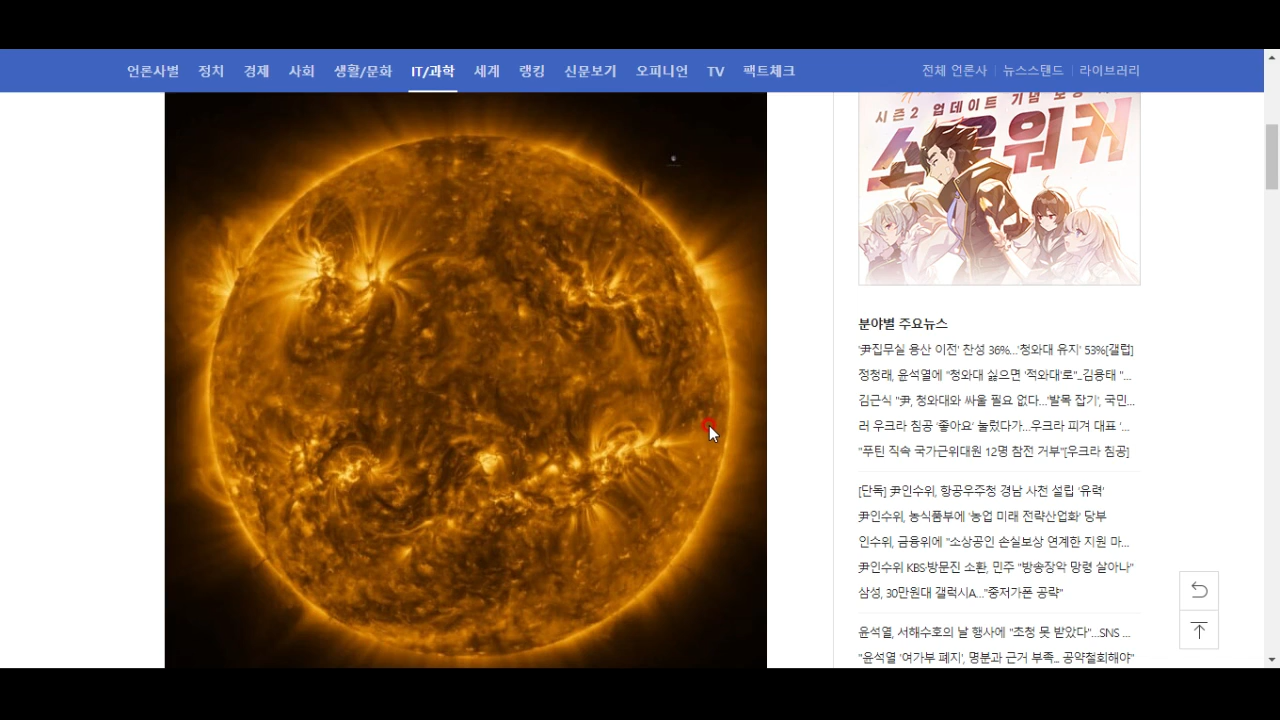 언론사별 정치 경제 사회 생활/문화 IT/과학 세계 랭킹 신문보기 오피니언 TV 팩트체크 전체 언론사 뉴스스탠드 라이브러리
시즌2 업데이트 기념
소울워커
분야별 주요뉴스
'尹집무실 용산 이전' 찬성 36%…'청와대 유지' 53%[갤럽]
정청래, 윤석열에 "청와대 싫으면 '적와대'로"…김용태 "...
김근식 "尹, 청와대와 싸울 필요 없다…'발목 잡기', 국민...
러 우크라 침공 '좋아요' 눌렀다가…우크라 피겨 대표 '...
"푸틴 직속 국가근위대원 12명 참전 거부"[우크라 침공]
[단독] 尹인수위, 항공우주청 경남 사천 설립 '유력'
尹인수위, 농식품부에 '농업 미래 전략산업화' 당부
인수위, 금융위에 "소상공인 손실보상 연계한 지원 마...
尹인수위 KBS방문진 소환, 민주 "방송장악 망령 살아나"
삼성, 30만원대 갤럭시A…"중저가폰 공략"
윤석열, 서해수호의 날 행사에 "초청 못 받았다"…SNS ...
"윤석열 '여가부 폐지', 명분과 근거 부족… 공약철회해야"